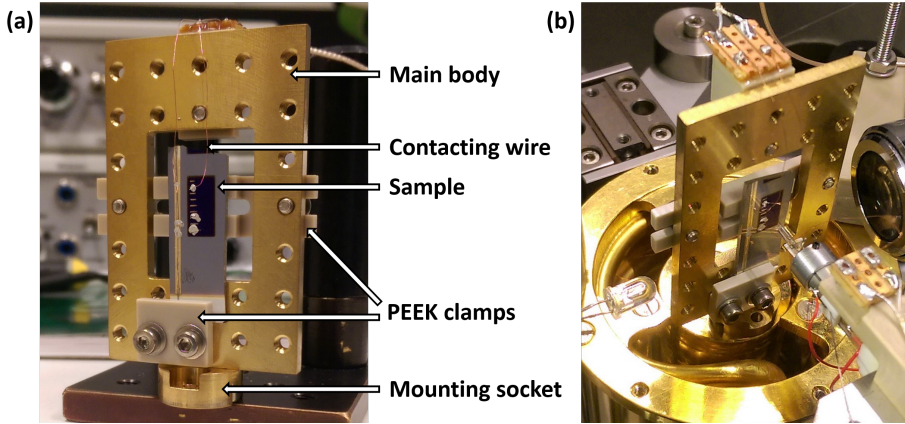 (a)
(b)
Main body
Contacting wire
Sample
PEEK clamps
Mounting socket